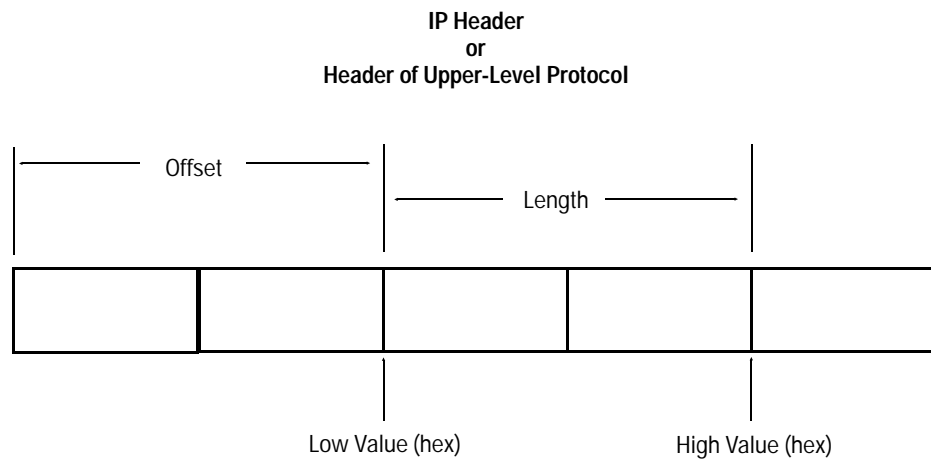 IP Header
or
Header of Upper-Level Protocol
Offset
Length
Low Value (hex)
High Value (hex)